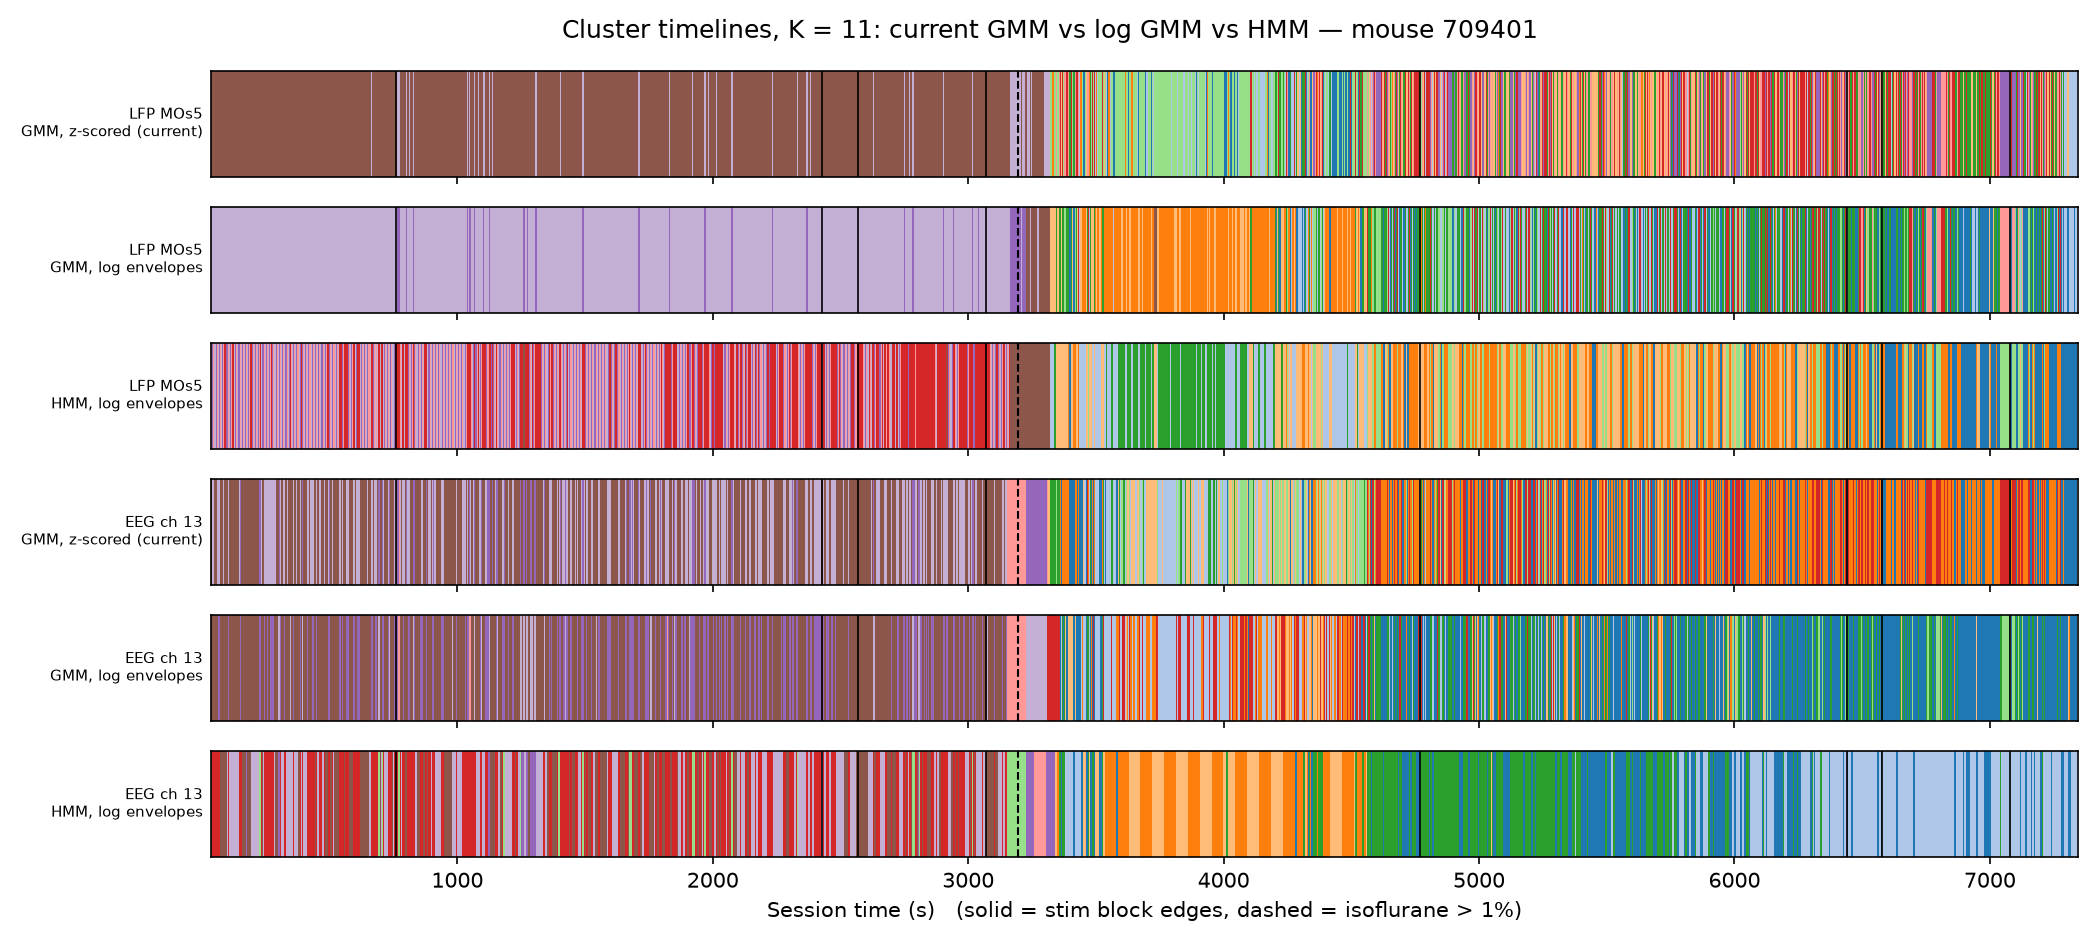 Cluster timelines, K = 11: current GMM vs log GMM vs HMM — mouse 709401
LFP MOs5
GMM, z-scored (current)
LFP MOs5
GMM, log envelopes
LFP MOs5
HMM, log envelopes
EEG ch 13
GMM, z-scored (current)
EEG ch 13
GMM, log envelopes
EEG ch 13
HMM, log envelopes
1000 2000 3000 4000 5000 6000 7000
Session time (s)   (solid = stim block edges, dashed = isoflurane > 1%)